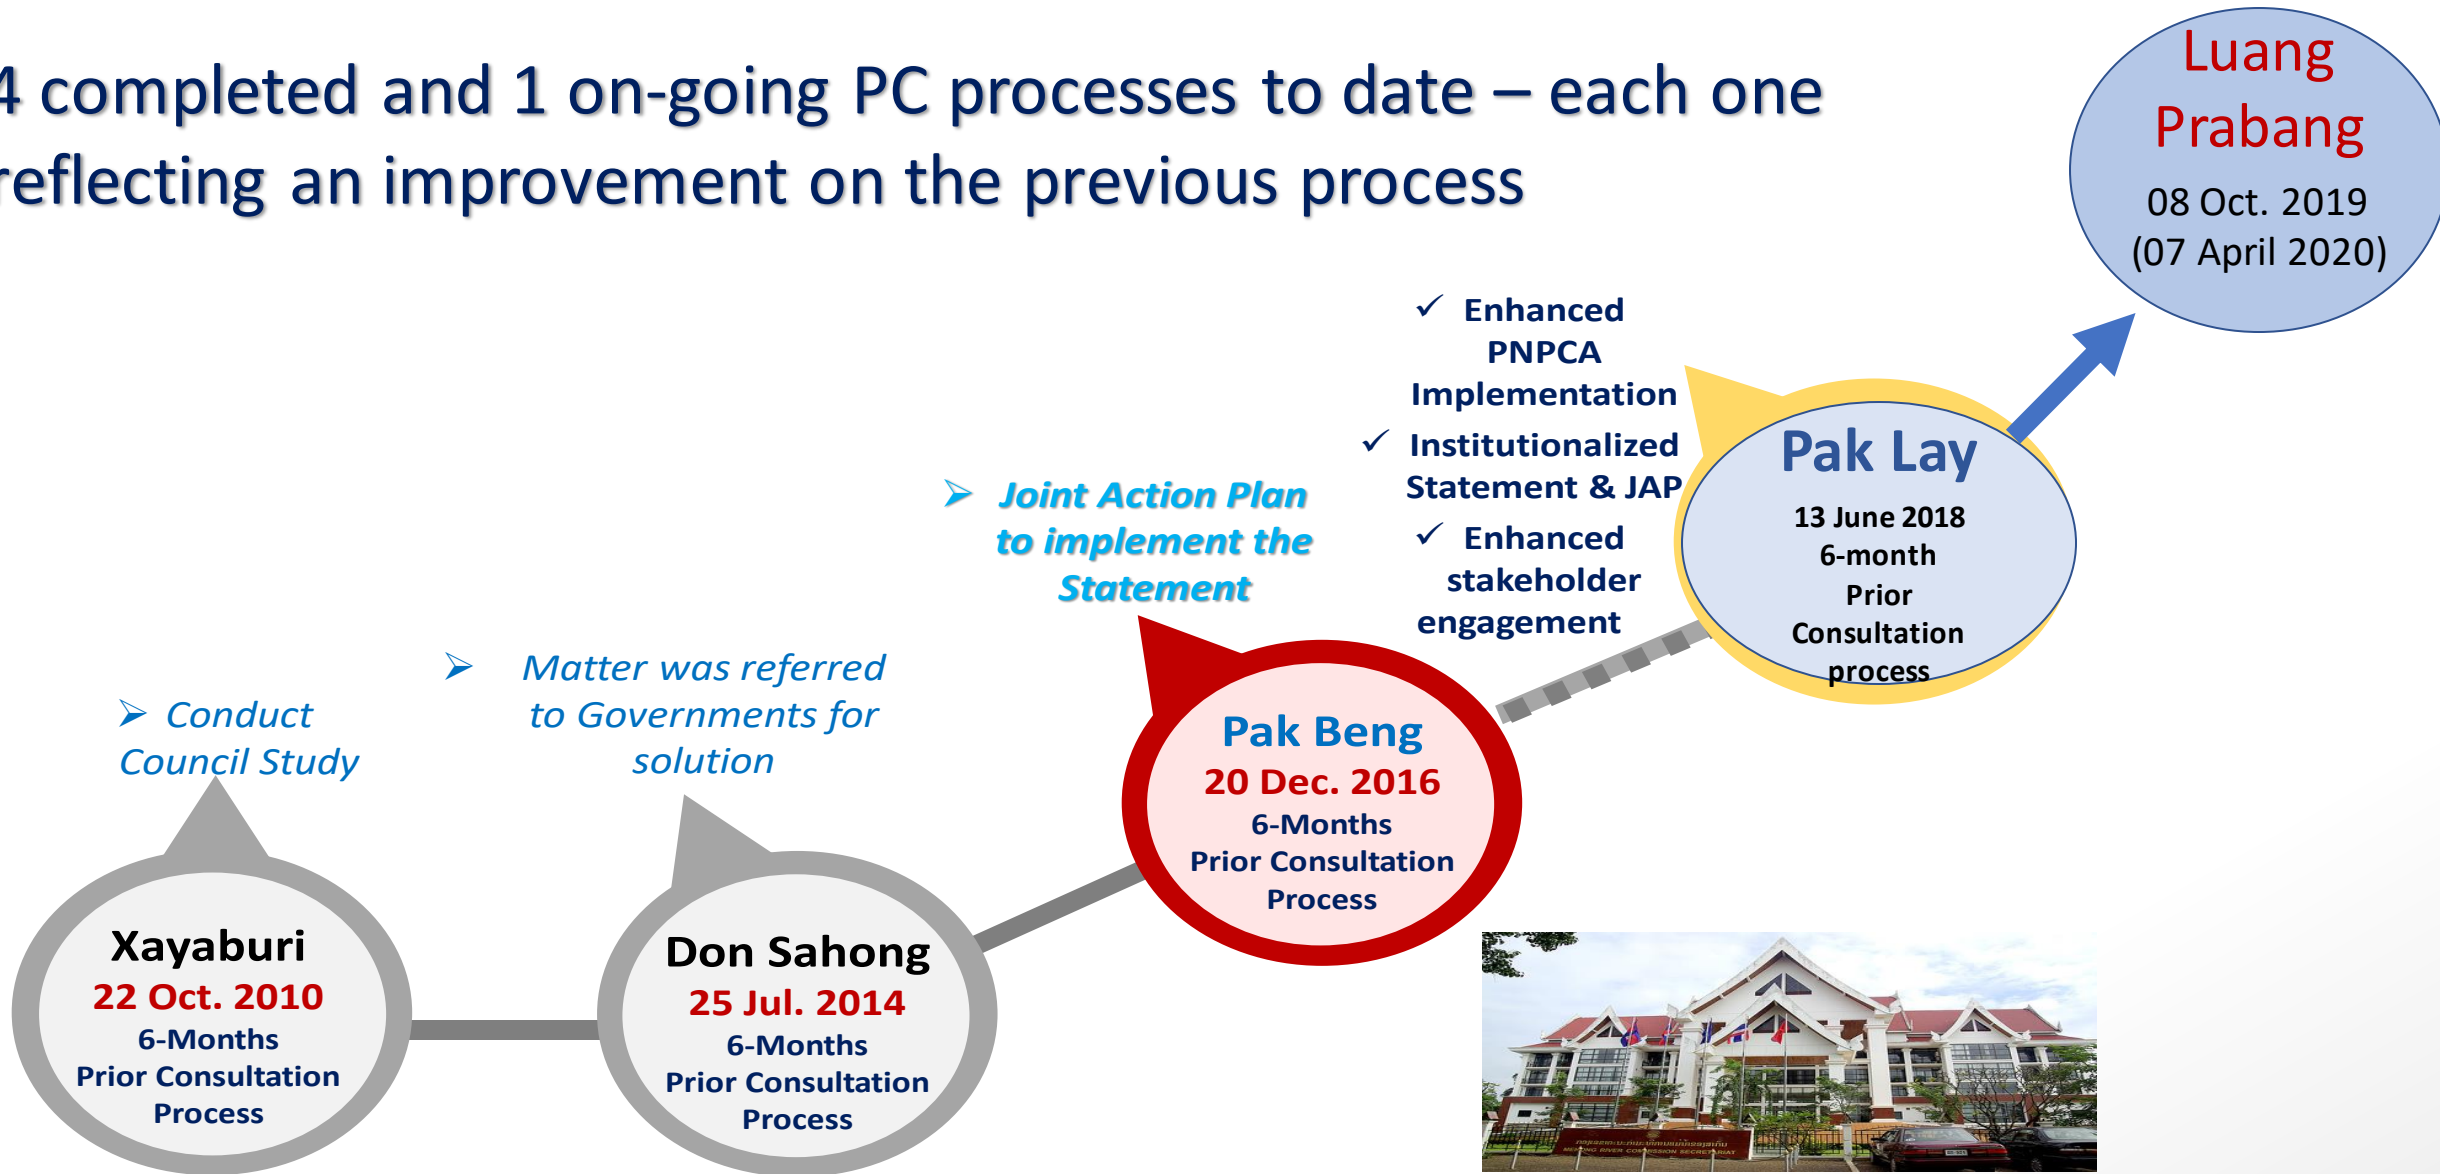 4 completed and 1 on-going PC processes to date – each one
reflecting an improvement on the previous process
Luang
Prabang
08 Oct. 2019
(07 April 2020)
✓ Enhanced
PNPCA
Implementation
✓ Institutionalized
Statement & JAP
✓ Enhanced
stakeholder
engagement
Pak Lay
13 June 2018
6-month
Prior
Consultation
process
➢ Joint Action Plan
to implement the
Statement
Pak Beng
20 Dec. 2016
6-Months
Prior Consultation
Process
➢ Matter was referred
to Governments for
solution
Don Sahong
25 Jul. 2014
6-Months
Prior Consultation
Process
➢ Conduct
Council Study
Xayaburi
22 Oct. 2010
6-Months
Prior Consultation
Process
MEKONG RIVER COMMISSION SECRETARIAT